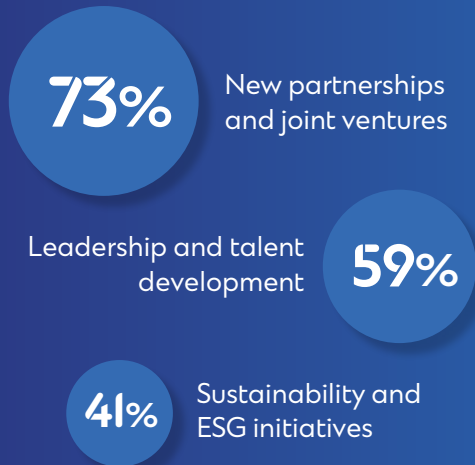 73%
New partnerships
and joint ventures
Leadership and talent
development
59%
41%
Sustainability and
ESG initiatives